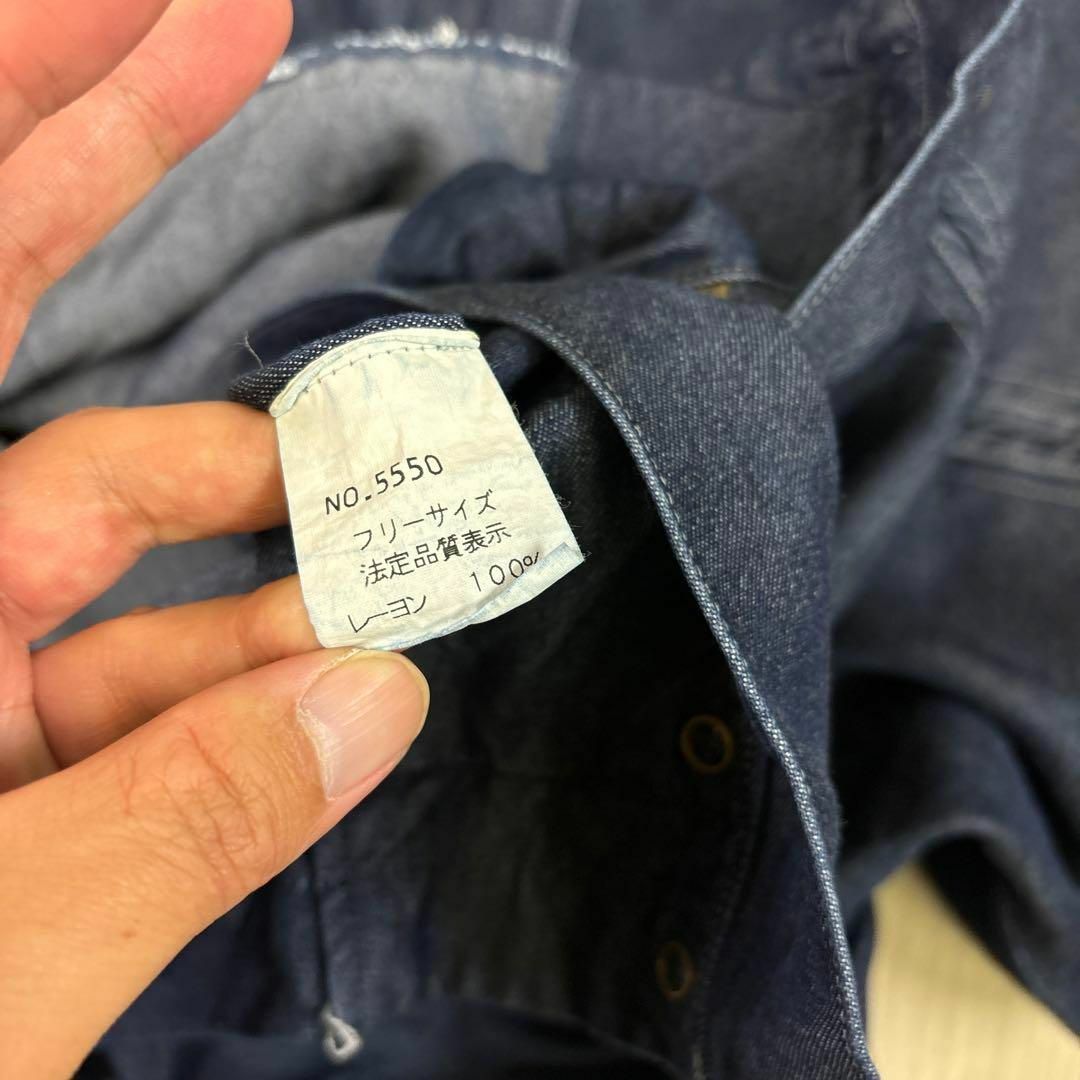 NO.5550
フリーサイズ
法定品質表示
レーヨン 100%